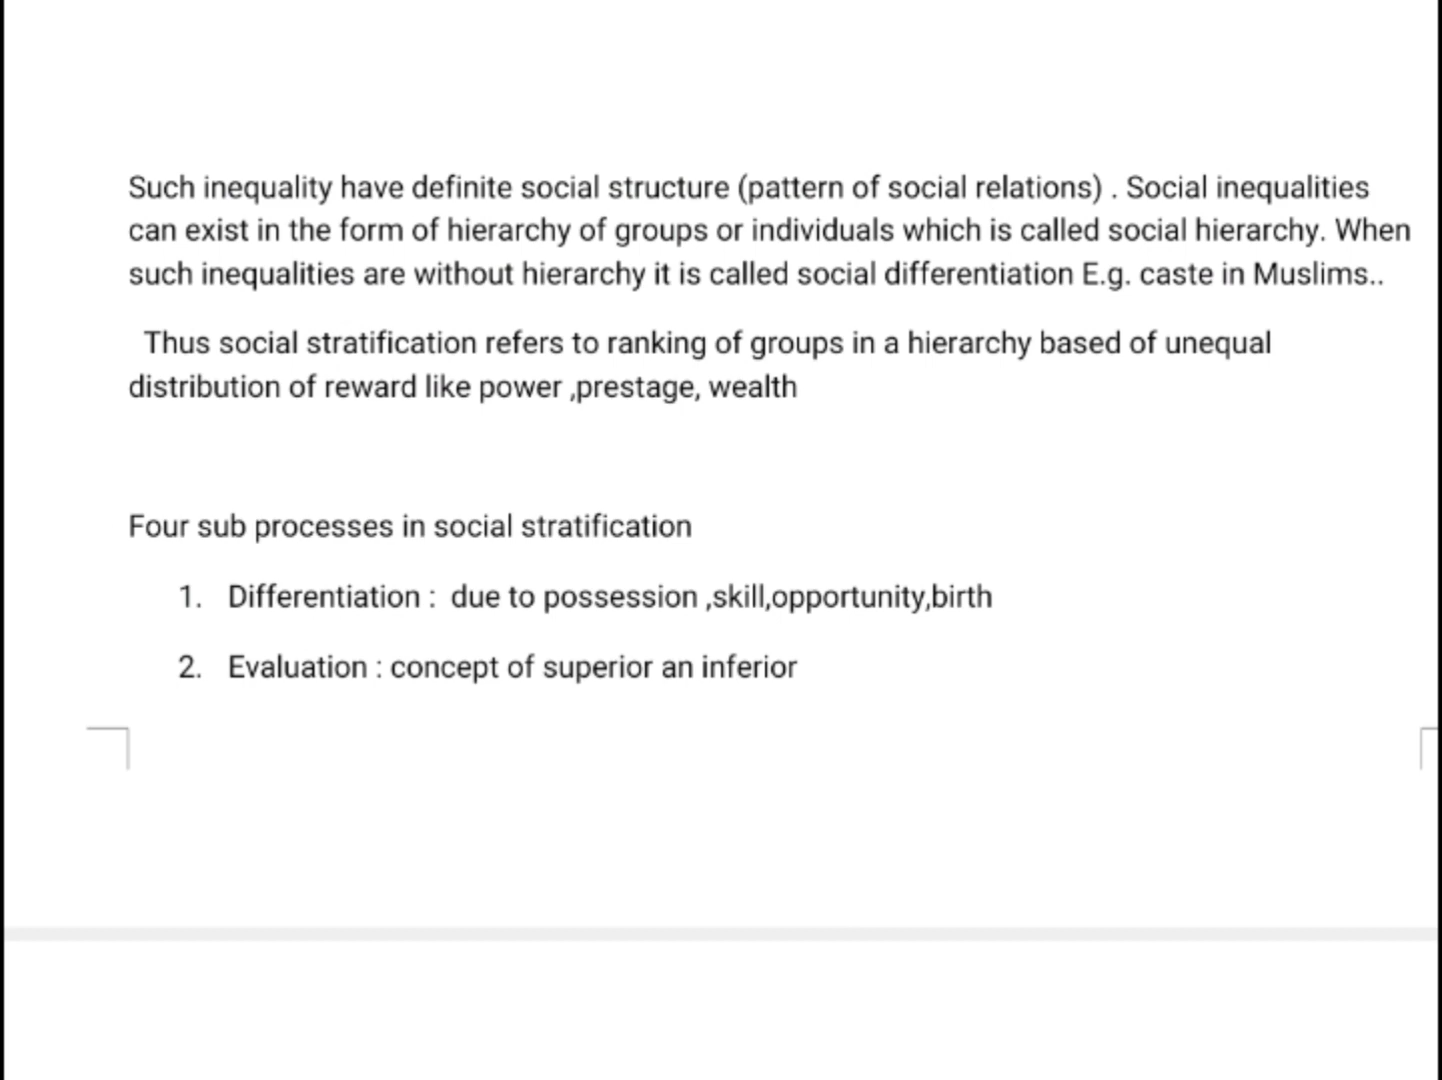 Such inequality have definite social structure (pattern of social relations) . Social inequalities
can exist in the form of hierarchy of groups or individuals which is called social hierarchy. When
such inequalities are without hierarchy it is called social differentiation E.g. caste in Muslims..
Thus social stratification refers to ranking of groups in a hierarchy based of unequal
distribution of reward like power ,prestage, wealth
Four sub processes in social stratification
1. Differentiation : due to possession ,skill,opportunity,birth
2. Evaluation : concept of superior an inferior